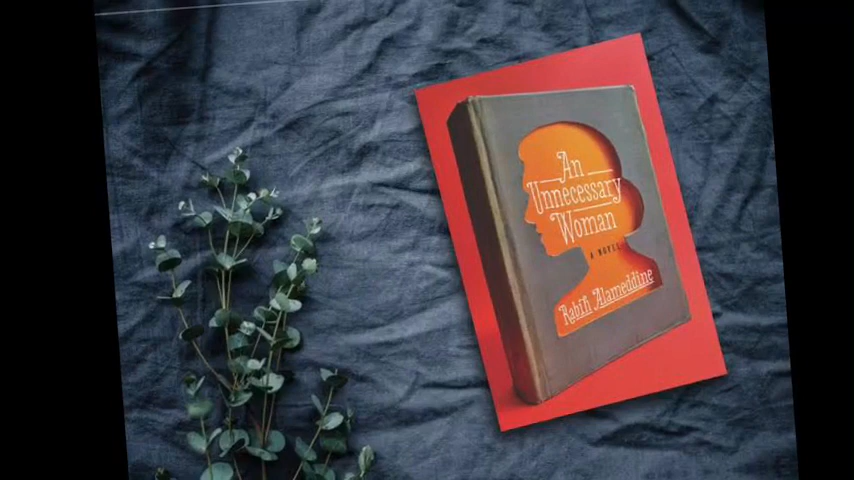 An
Unnecessary
Woman
A NOVEL
Rabih Alameddine